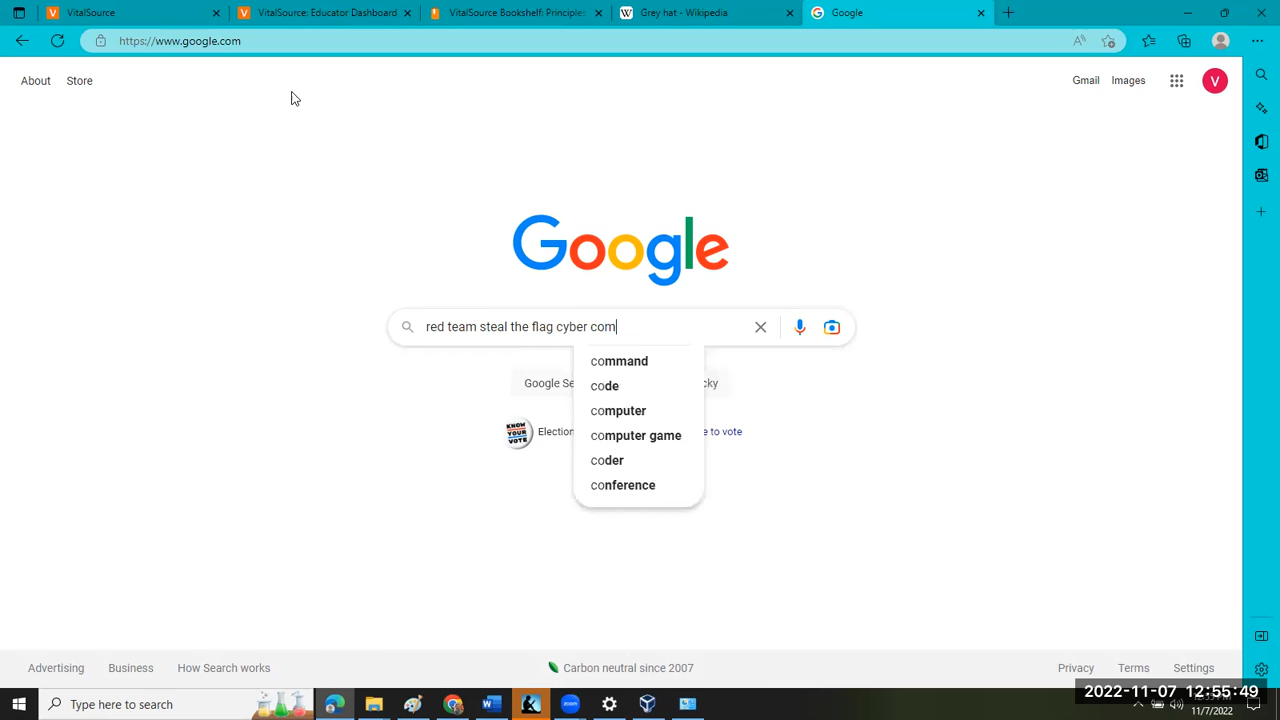 VitalSource
VitalSource: Educator Dashboard
VitalSource Bookshelf: Principles
Grey hat - Wikipedia
Google
https://www.google.com
About
Store
Gmail
Images
V
Google
red team steal the flag cyber com
command
code
computer
computer game
coder
conference
Google Se
cky
KNOW YOUR VOTE
Election
e to vote
Advertising
Business
How Search works
Carbon neutral since 2007
Privacy
Terms
Settings
Type here to search
2022-11-07 12:55:49
11/7/2022